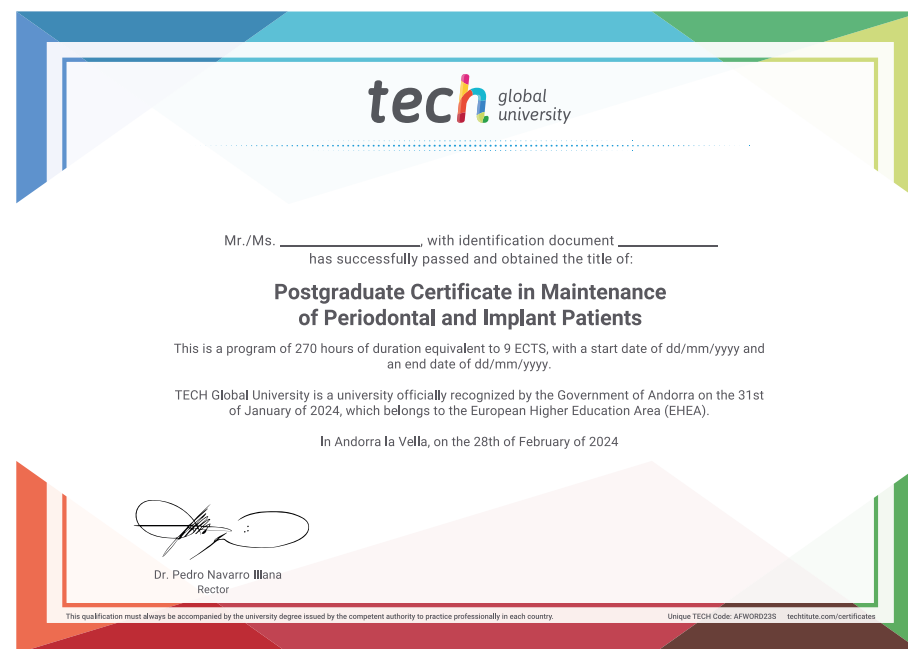 tech global
university
Mr./Ms. ____________________, with identification document ______________
has successfully passed and obtained the title of:
Postgraduate Certificate in Maintenance
of Periodontal and Implant Patients
This is a program of 270 hours of duration equivalent to 9 ECTS, with a start date of dd/mm/yyyy and
an end date of dd/mm/yyyy.
TECH Global University is a university officially recognized by the Government of Andorra on the 31st
of January of 2024, which belongs to the European Higher Education Area (EHEA).
In Andorra la Vella, on the 28th of February of 2024
Dr. Pedro Navarro Illana
Rector
This qualification must always be accompanied by the university degree issued by the competent authority to practice professionally in each country.
Unique TECH Code: AFWORD23S techtitute.com/certificates